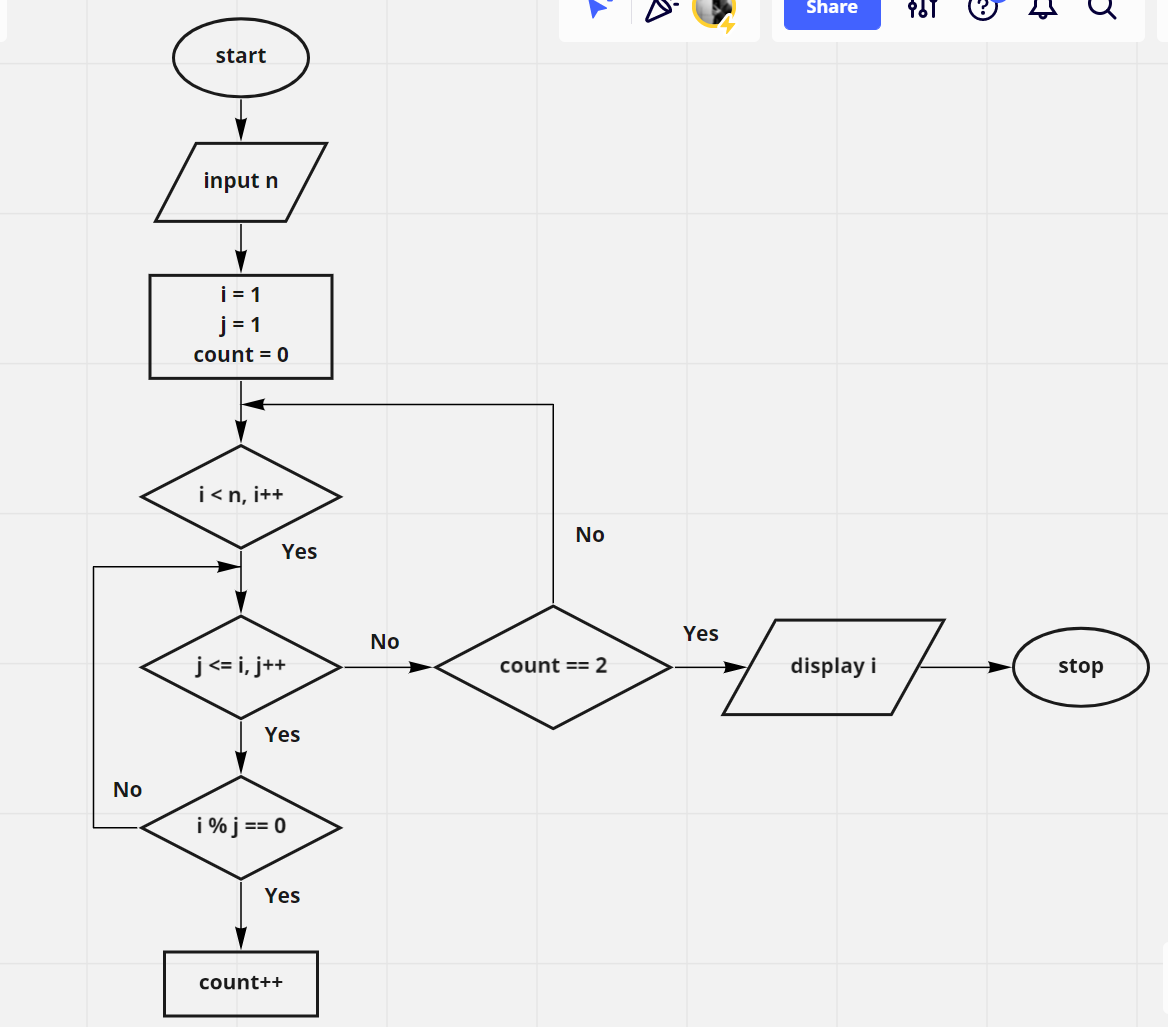 Share
start
input n
i = 1
j = 1
count = 0
i < n, i++
Yes
No
j <= i, j++
No
count == 2
Yes
display i
stop
Yes
No
i % j == 0
Yes
count++